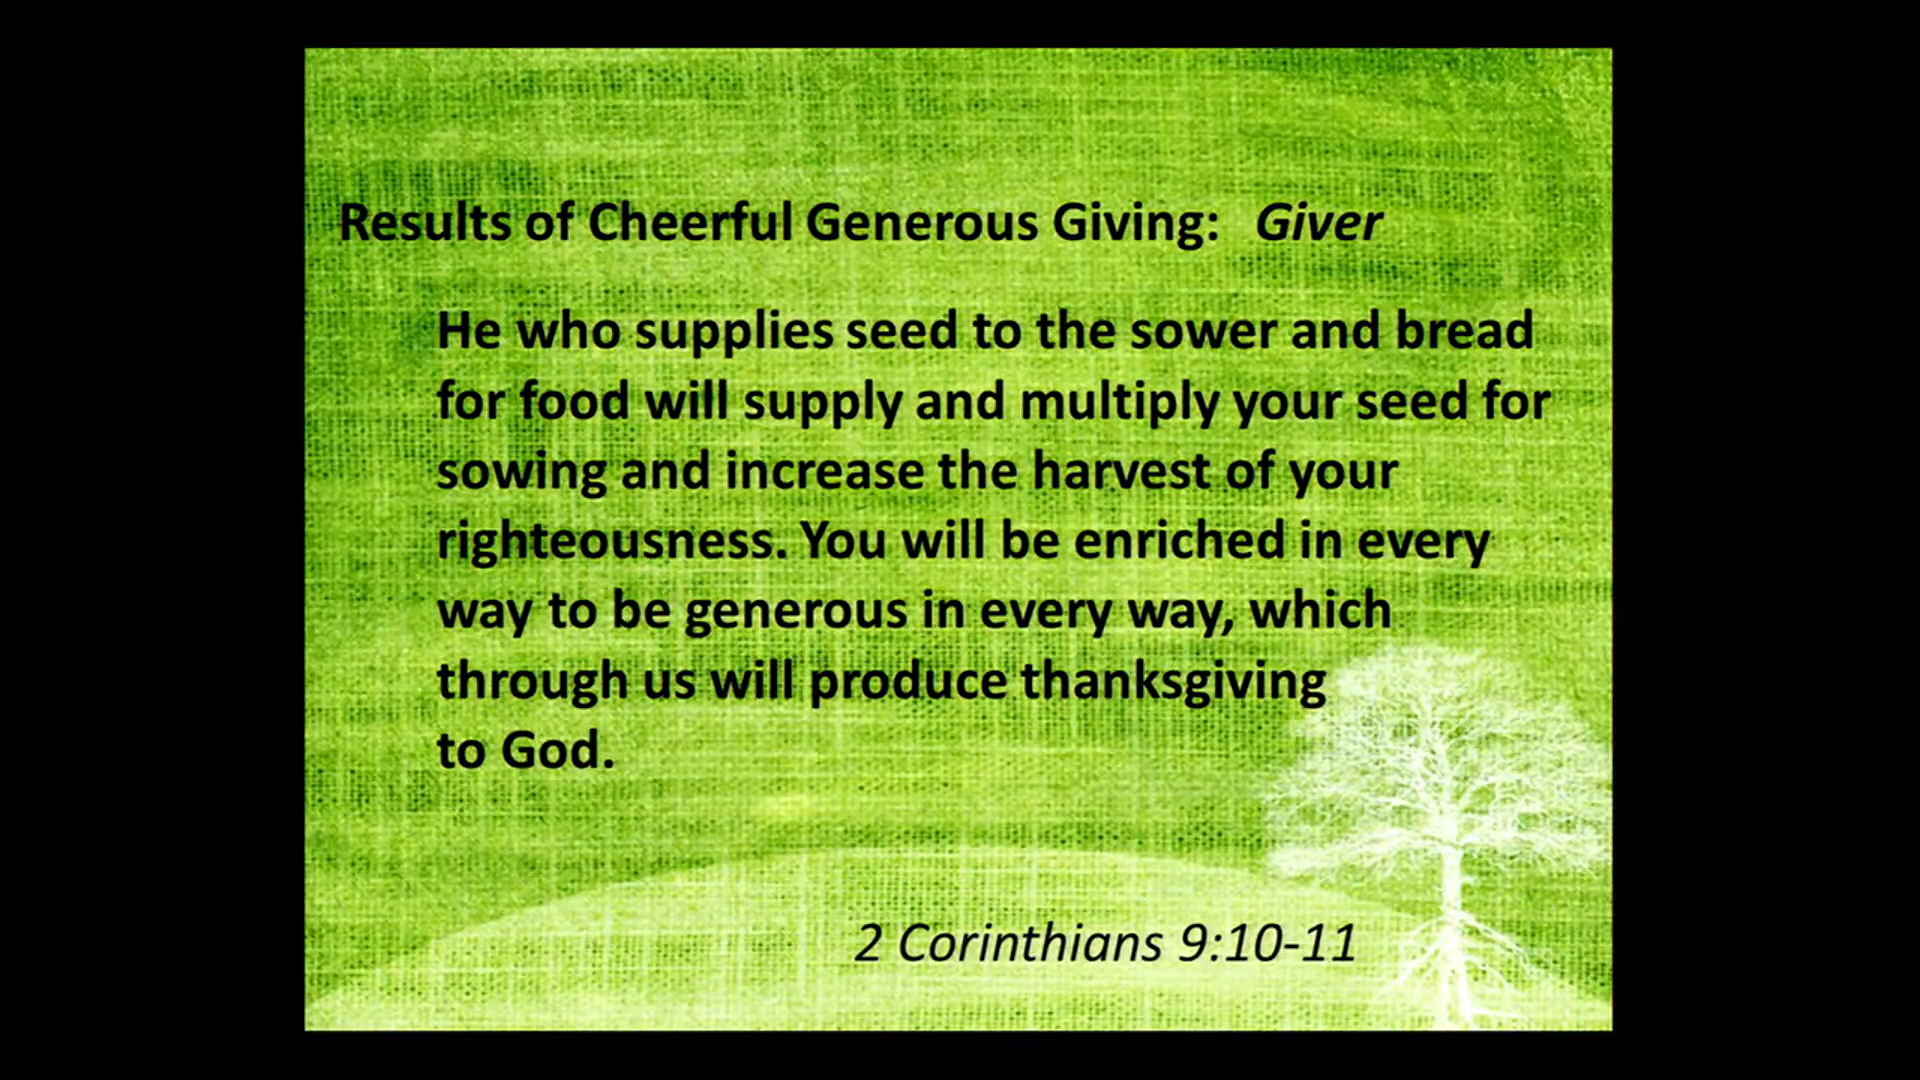 Results of Cheerful Generous Giving: Giver
He who supplies seed to the sower and bread
for food will supply and multiply your seed for
sowing and increase the harvest of your
righteousness. You will be enriched in every
way to be generous in every way, which
through us will produce thanksgiving
to God.
2 Corinthians 9:10-11